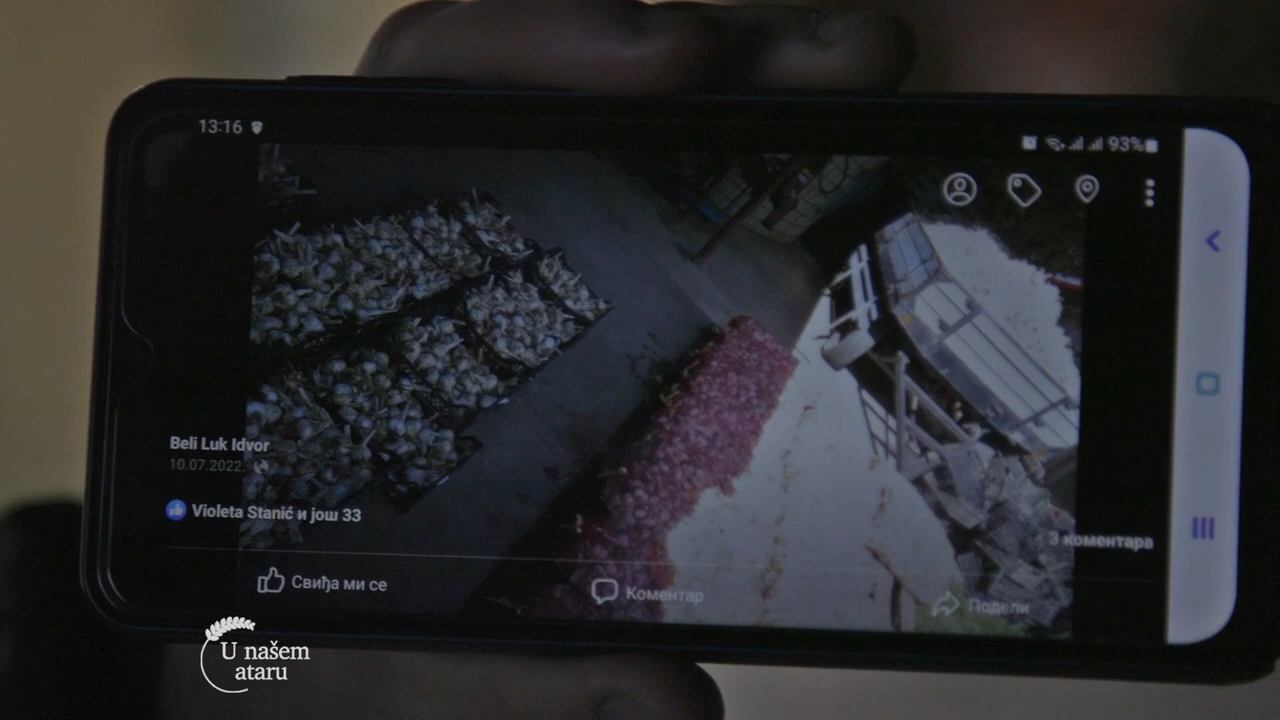 13:16
93%
Beli Luk Idvor
10.07.2022.
Violeta Stanić и још 33
3 коментара
Свиђа ми се
Коментар
Подели
U našem
ataru